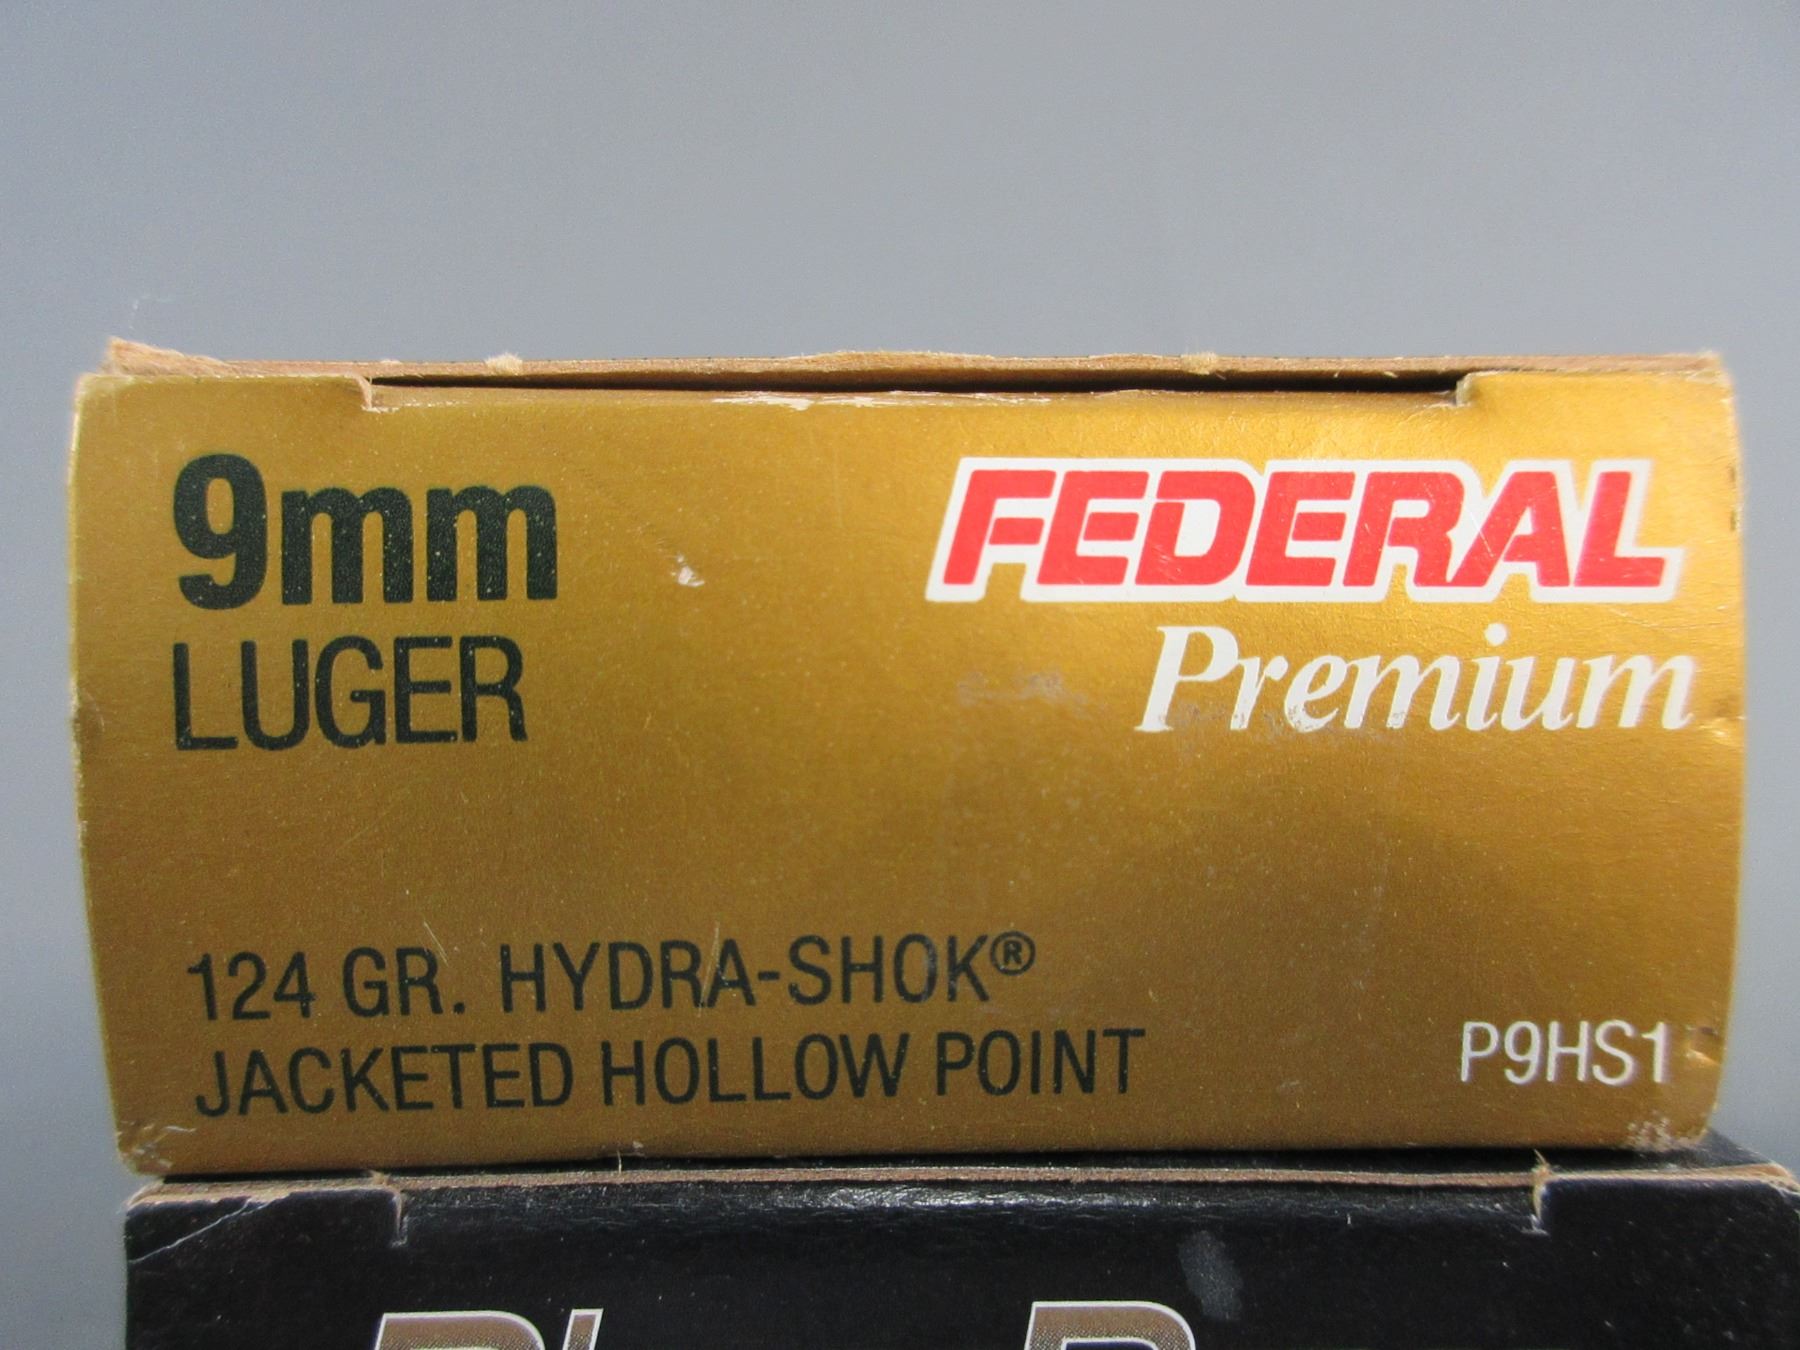 9mm
LUGER
FEDERAL
Premium
124 GR. HYDRA-SHOK®
JACKETED HOLLOW POINT
P9HS1